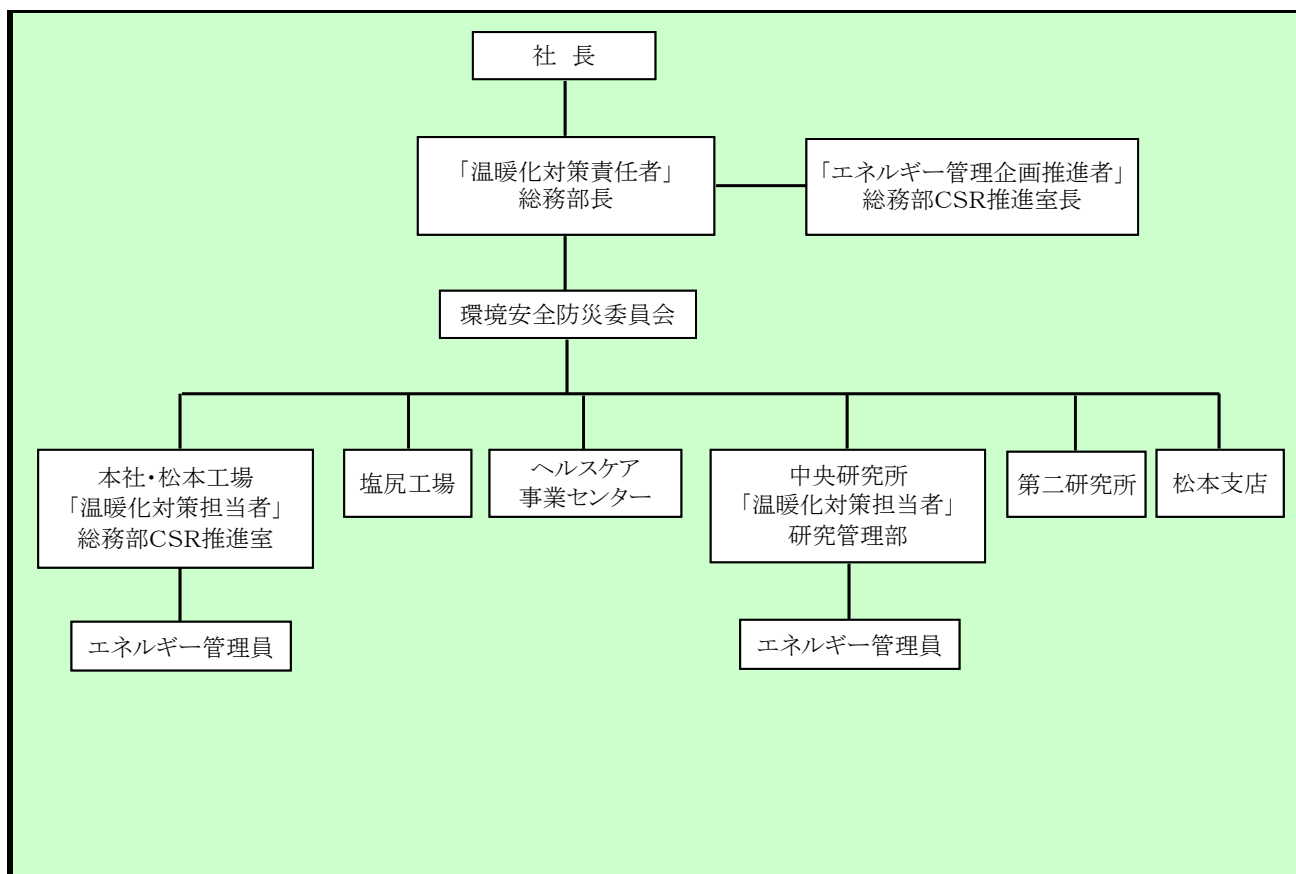 社 長
「温暖化対策責任者」
総務部長
「エネルギー管理企画推進者」
総務部CSR推進室長
環境安全防災委員会
本社・松本工場
「温暖化対策担当者」
総務部CSR推進室
塩尻工場
ヘルスケア
事業センター
中央研究所
「温暖化対策担当者」
研究管理部
第二研究所
松本支店
エネルギー管理員
エネルギー管理員